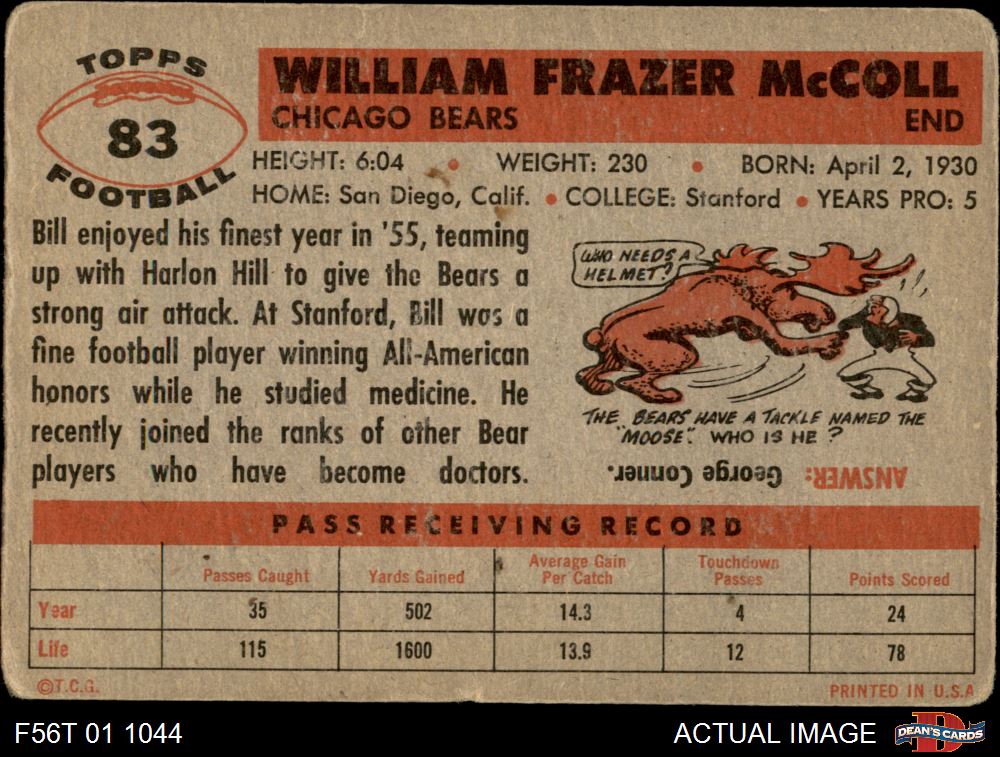 TOPPS
83
FOOTBALL
WILLIAM FRAZER McCOLL
CHICAGO BEARS END
HEIGHT: 6:04 • WEIGHT: 230 • BORN: April 2, 1930
HOME: San Diego, Calif. • COLLEGE: Stanford • YEARS PRO: 5
Bill enjoyed his finest year in '55, teaming
up with Harlon Hill to give the Bears a
strong air attack. At Stanford, Bill was a
fine football player winning All-American
honors while he studied medicine. He
recently joined the ranks of other Bear
players who have become doctors.
WHO NEEDS A
HELMET?
THE BEARS HAVE A TACKLE NAMED THE
"MOOSE". WHO IS HE ?
ANSWER: George Conner.
PASS RECEIVING RECORD
Passes Caught Yards Gained Average Gain Per Catch Touchdown Passes Points Scored
Year 35 502 14.3 4 24
Life 115 1600 13.9 12 78
©T.C.G. PRINTED IN U.S.A
F56T 01 1044 ACTUAL IMAGE DEAN'S CARDS